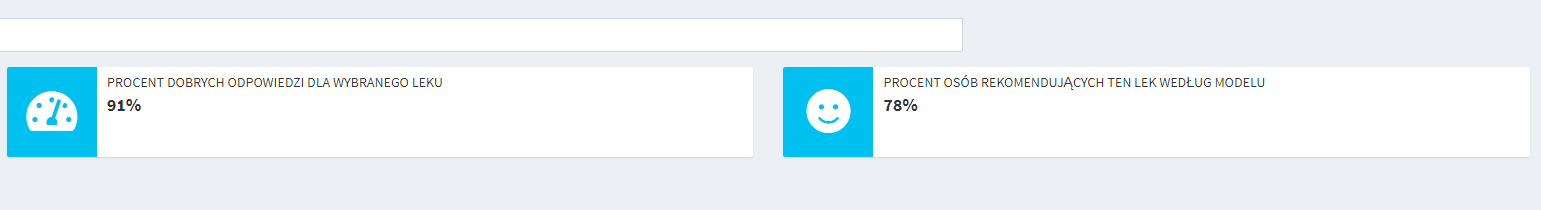 PROCENT DOBRYCH ODPOWIEDZI DLA WYBRANEGO LEKU
91%
PROCENT OSÓB REKOMENDUJĄCYCH TEN LEK WEDŁUG MODELU
78%